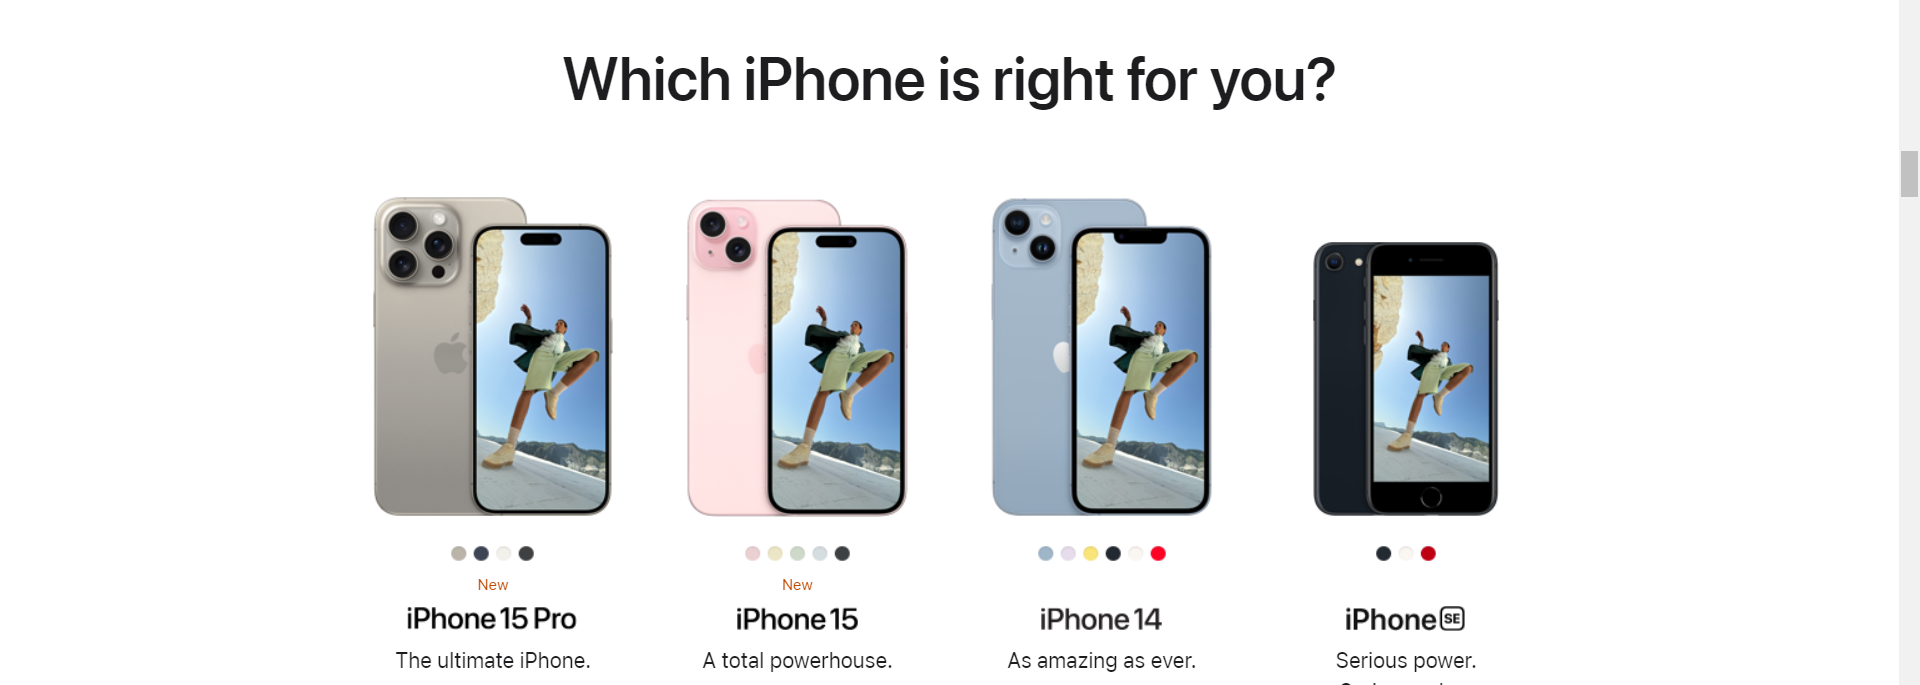 Which iPhone is right for you?
New
iPhone 15 Pro
The ultimate iPhone.
New
iPhone 15
A total powerhouse.
iPhone 14
As amazing as ever.
iPhone SE
Serious power.